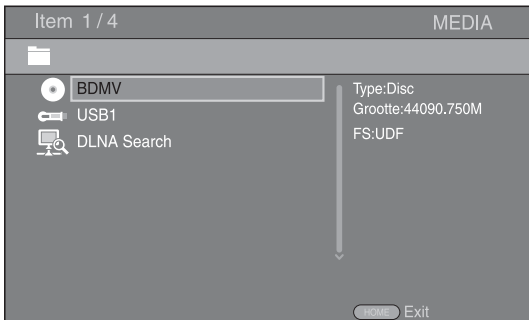 Item 1/4
MEDIA
BDMV
USB1
DLNA Search
Type:Disc
Grootte:44090.750M
FS:UDF
HOME Exit